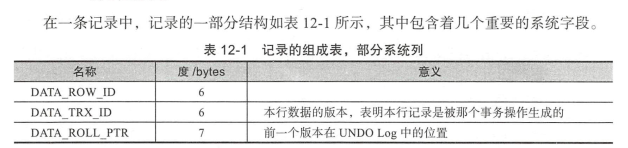 在一条记录中，记录的一部分结构如表 12-1 所示，其中包含着几个重要的系统字段。
表 12-1 记录的组成表，部分系统列
名称 度 /bytes 意义
DATA_ROW_ID 6
DATA_TRX_ID 6 本行数据的版本，表明本行记录是被那个事务操作生成的
DATA_ROLL_PTR 7 前一个版本在 UNDO Log 中的位置